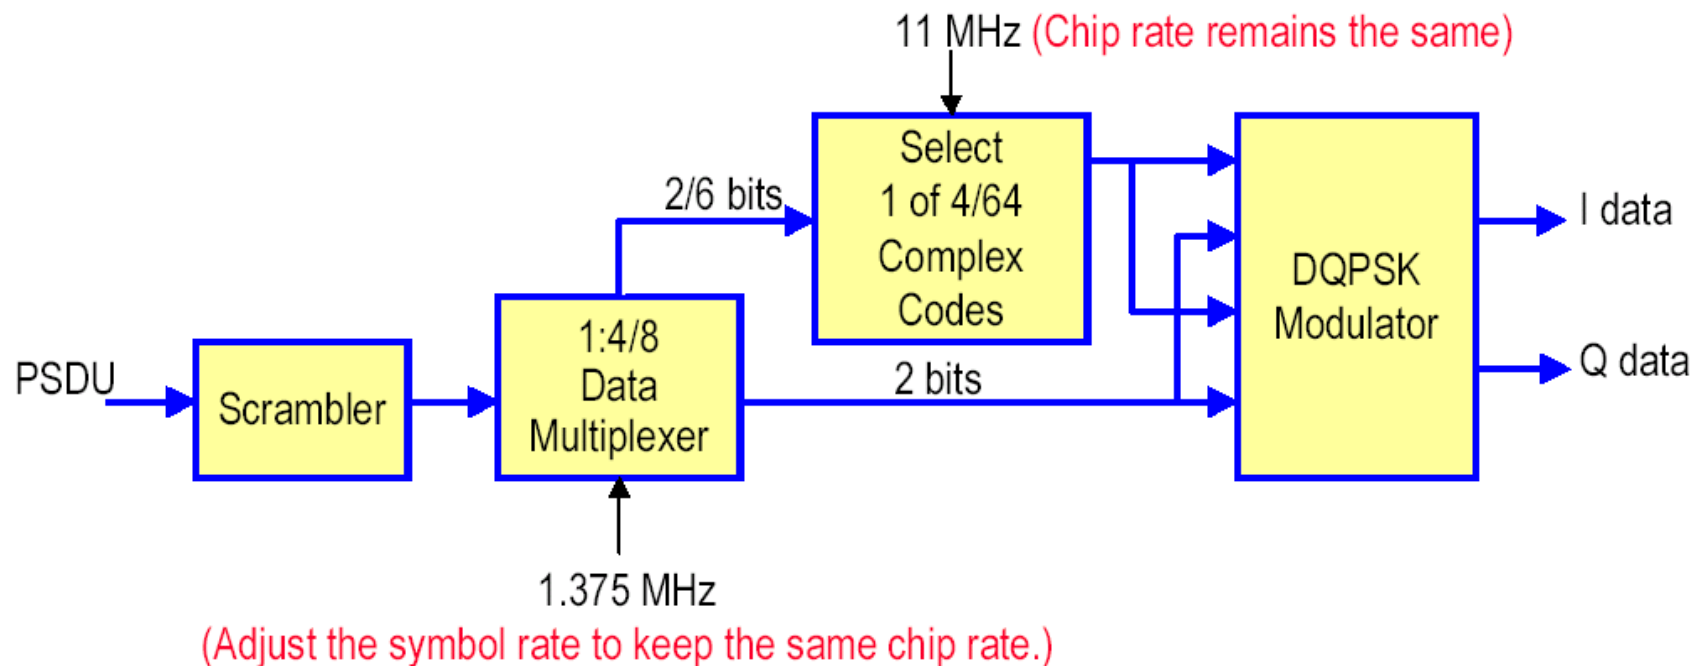 11 MHz (Chip rate remains the same)
Select
1 of 4/64
Complex
Codes
2/6 bits
I data
DQPSK
Modulator
1:4/8
Data
Multiplexer
PSDU
Scrambler
2 bits
Q data
1.375 MHz
(Adjust the symbol rate to keep the same chip rate.)